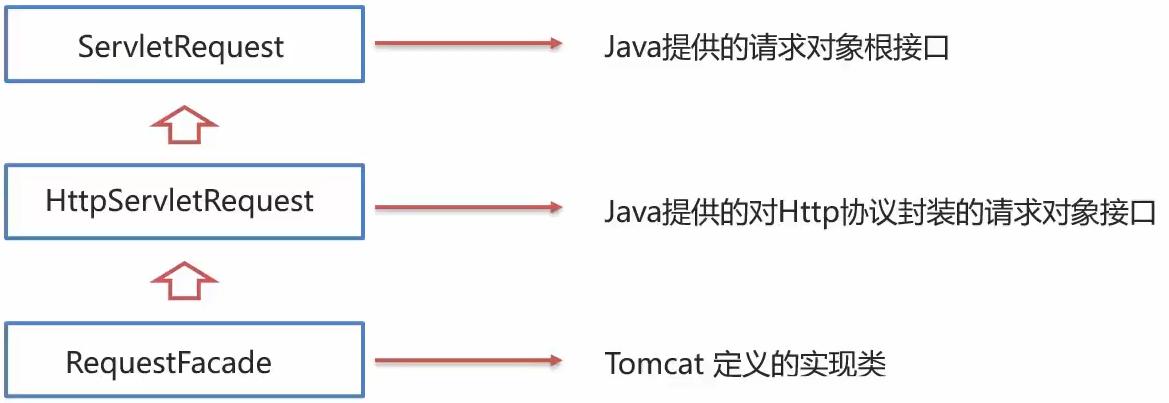 ServletRequest
Java提供的请求对象根接口
HttpServletRequest
Java提供的对Http协议封装的请求对象接口
RequestFacade
Tomcat 定义的实现类